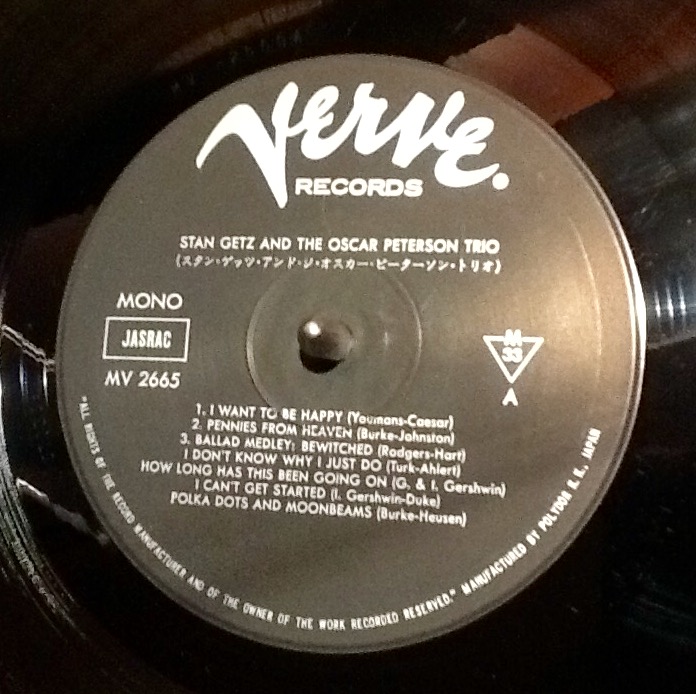 Verve
RECORDS
STAN GETZ AND THE OSCAR PETERSON TRIO
(スタン・ゲッツ・アンド・ジ・オスカー・ピーターソン・トリオ)
MONO
JASRAC
MV 2665
M
33
A
1. I WANT TO BE HAPPY (Youmans-Caesar)
2. PENNIES FROM HEAVEN (Burke-Johnston)
3. BALLAD MEDLEY: BEWITCHED (Rodgers-Hart)
I DON'T KNOW WHY I JUST DO (Turk-Ahlert)
HOW LONG HAS THIS BEEN GOING ON (G. & I. Gershwin)
I CAN'T GET STARTED (I. Gershwin-Duke)
POLKA DOTS AND MOONBEAMS (Burke-Heusen)
"ALL RIGHTS OF THE RECORD MANUFACTURER AND OF THE OWNER OF THE WORK RECORDED RESERVED." MANUFACTURED BY POLYDOR K. K., JAPAN